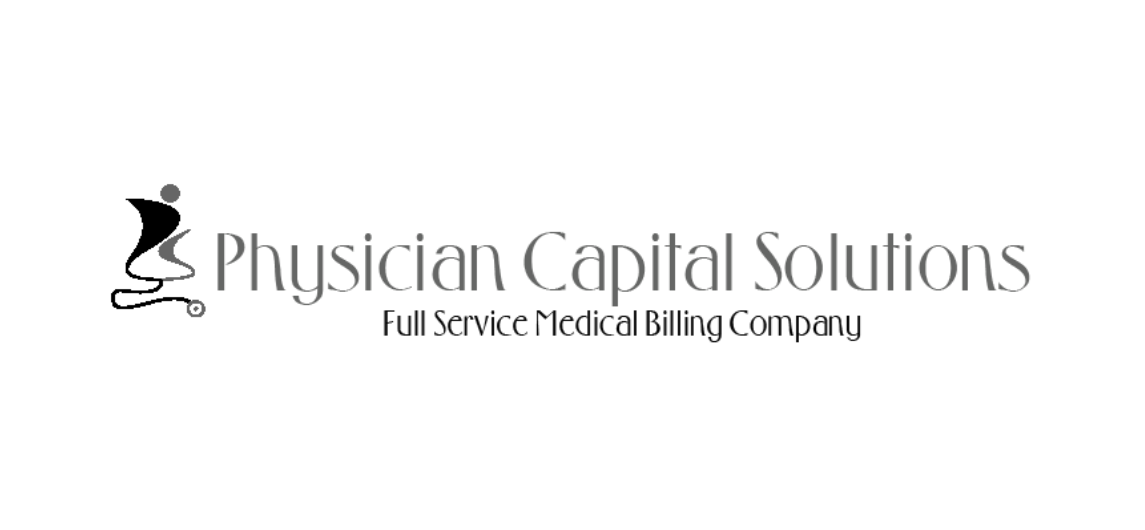 Physician Capital Solutions
Full Service Medical Billing Company